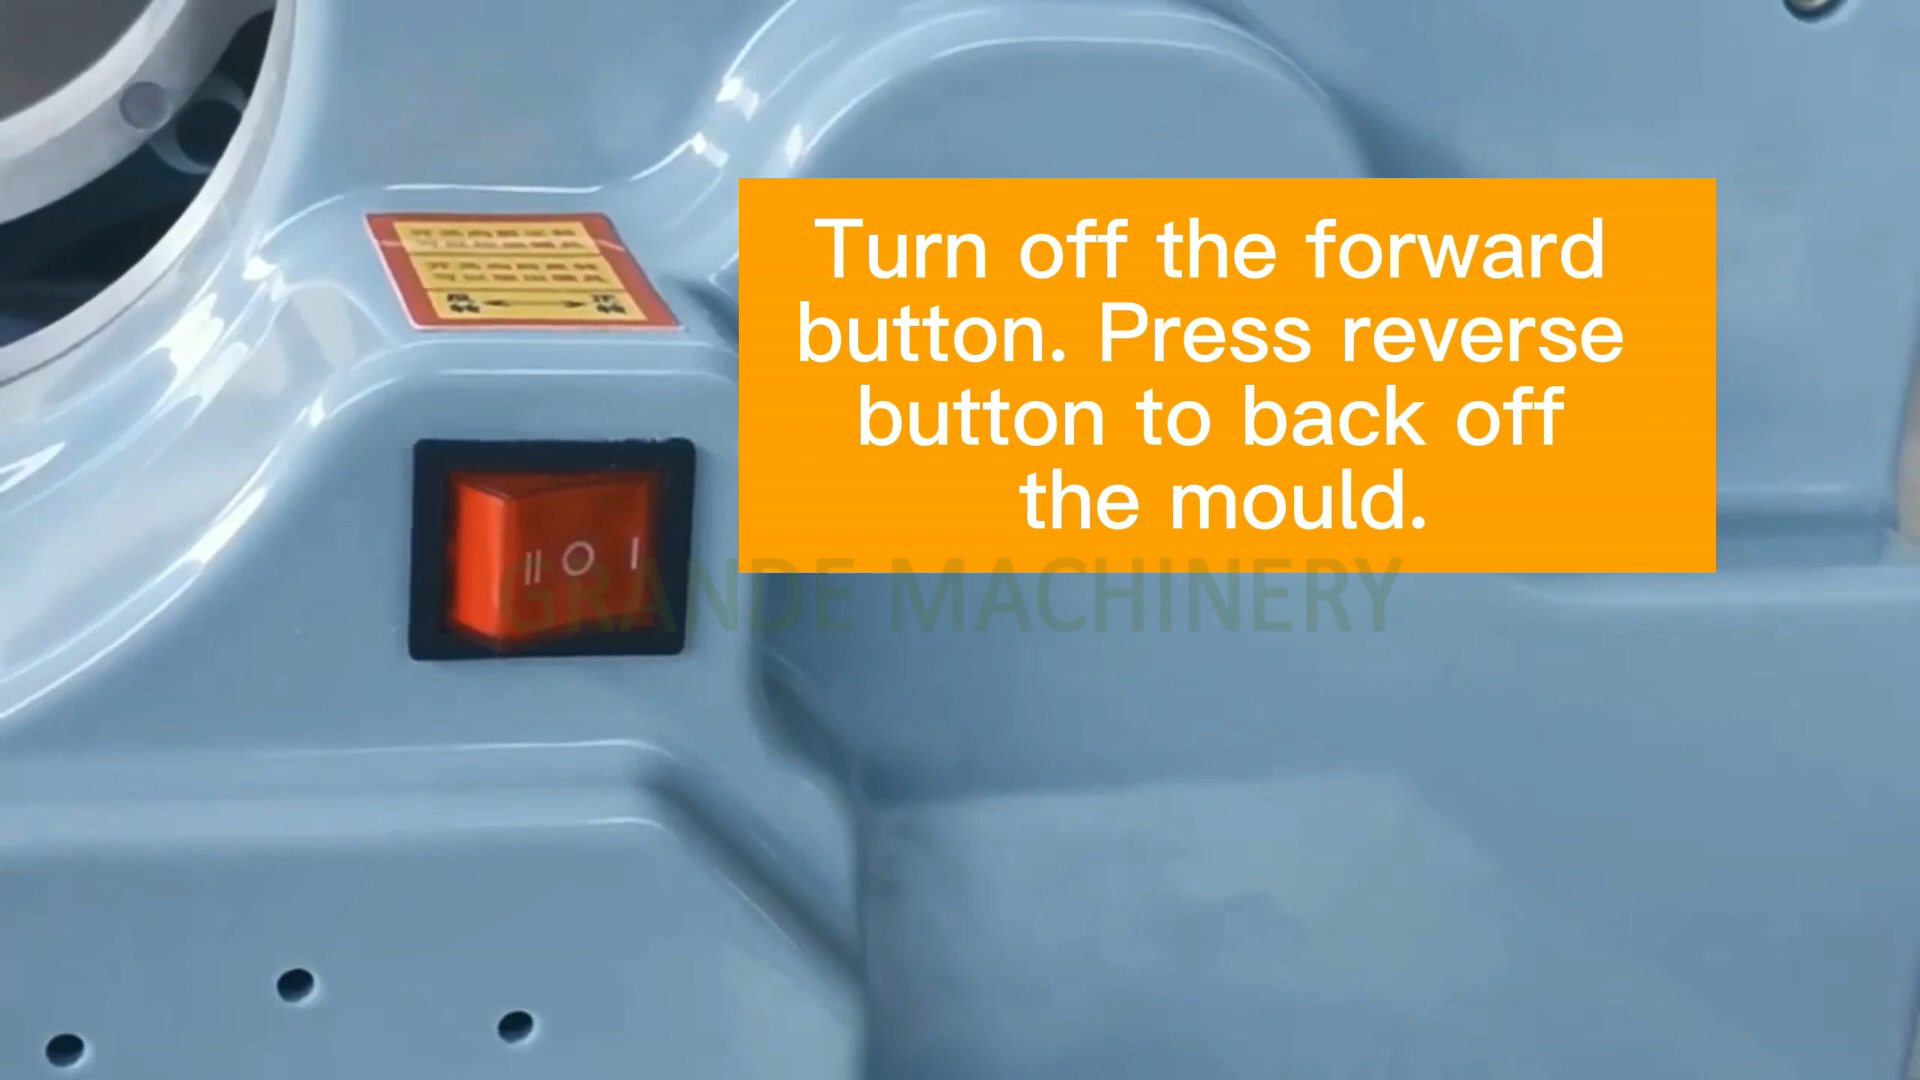 Turn off the forward
button. Press reverse
button to back off
the mould.
II O I
GRANDE MACHINERY